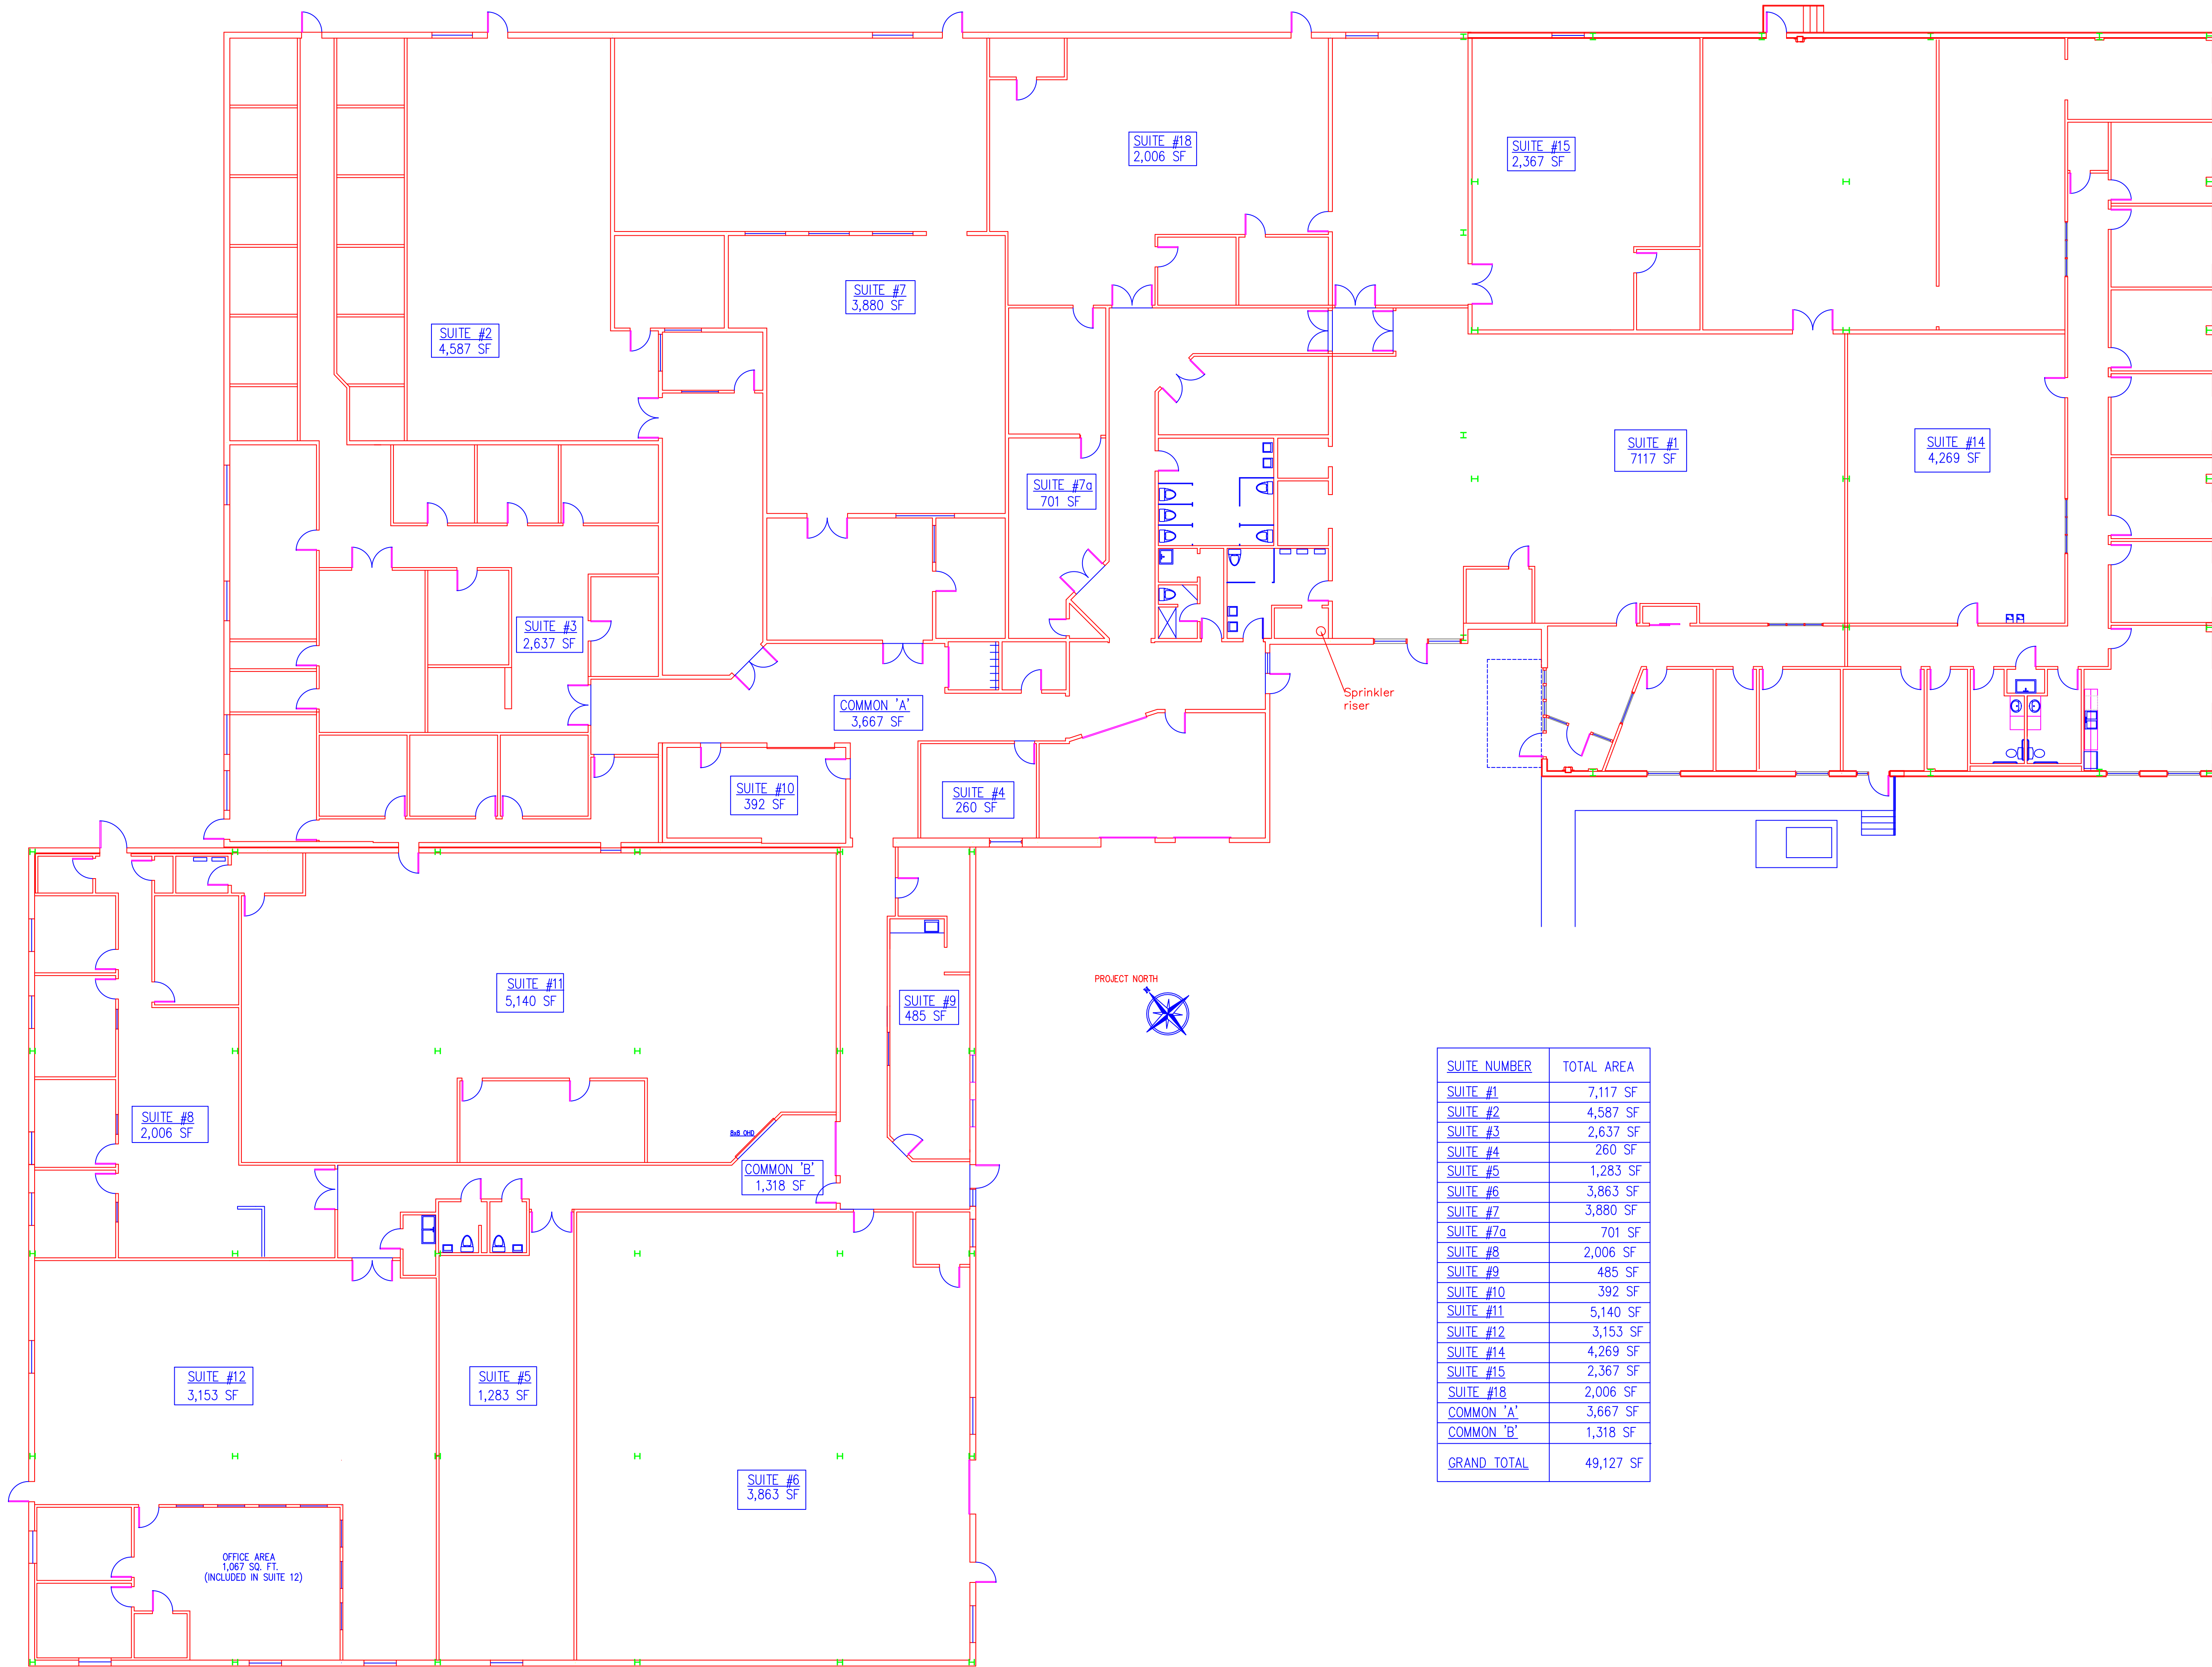 SUITE #18
2,006 SF
SUITE #15
2,367 SF
SUITE #7
3,880 SF
SUITE #2
4,587 SF
SUITE #1
7117 SF
SUITE #14
4,269 SF
SUITE #7a
701 SF
SUITE #3
2,637 SF
Sprinkler
riser
COMMON 'A'
3,667 SF
SUITE #10
392 SF
SUITE #4
260 SF
SUITE #11
5,140 SF
SUITE #9
485 SF
PROJECT NORTH
N
SUITE #8
2,006 SF
8x8 OHD
COMMON 'B'
1,318 SF
SUITE #12
3,153 SF
SUITE #5
1,283 SF
SUITE #6
3,863 SF
OFFICE AREA
1,067 SQ. FT.
(INCLUDED IN SUITE 12)
SUITE NUMBER TOTAL AREA
SUITE #1 7,117 SF
SUITE #2 4,587 SF
SUITE #3 2,637 SF
SUITE #4 260 SF
SUITE #5 1,283 SF
SUITE #6 3,863 SF
SUITE #7 3,880 SF
SUITE #7a 701 SF
SUITE #8 2,006 SF
SUITE #9 485 SF
SUITE #10 392 SF
SUITE #11 5,140 SF
SUITE #12 3,153 SF
SUITE #14 4,269 SF
SUITE #15 2,367 SF
SUITE #18 2,006 SF
COMMON 'A' 3,667 SF
COMMON 'B' 1,318 SF
GRAND TOTAL 49,127 SF